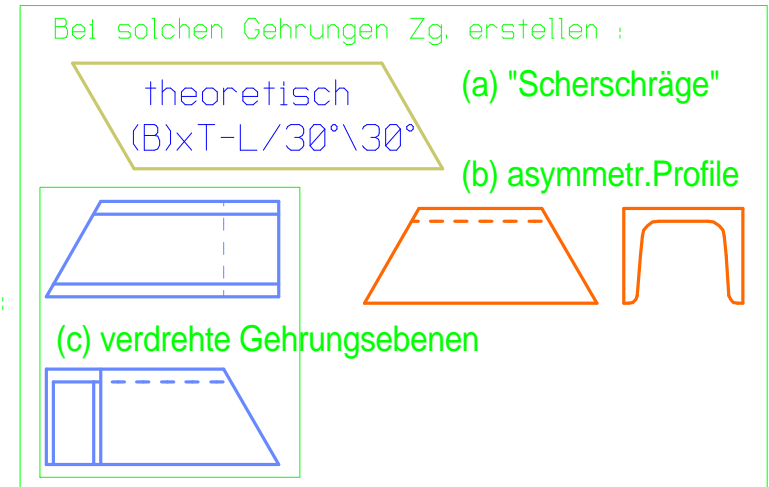 Bei solchen Gehrungen Zg. erstellen :
theoretisch
(B)xT-L/30°\30°
(a) "Scherschräge"
(b) asymmetr.Profile
(c) verdrehte Gehrungsebenen